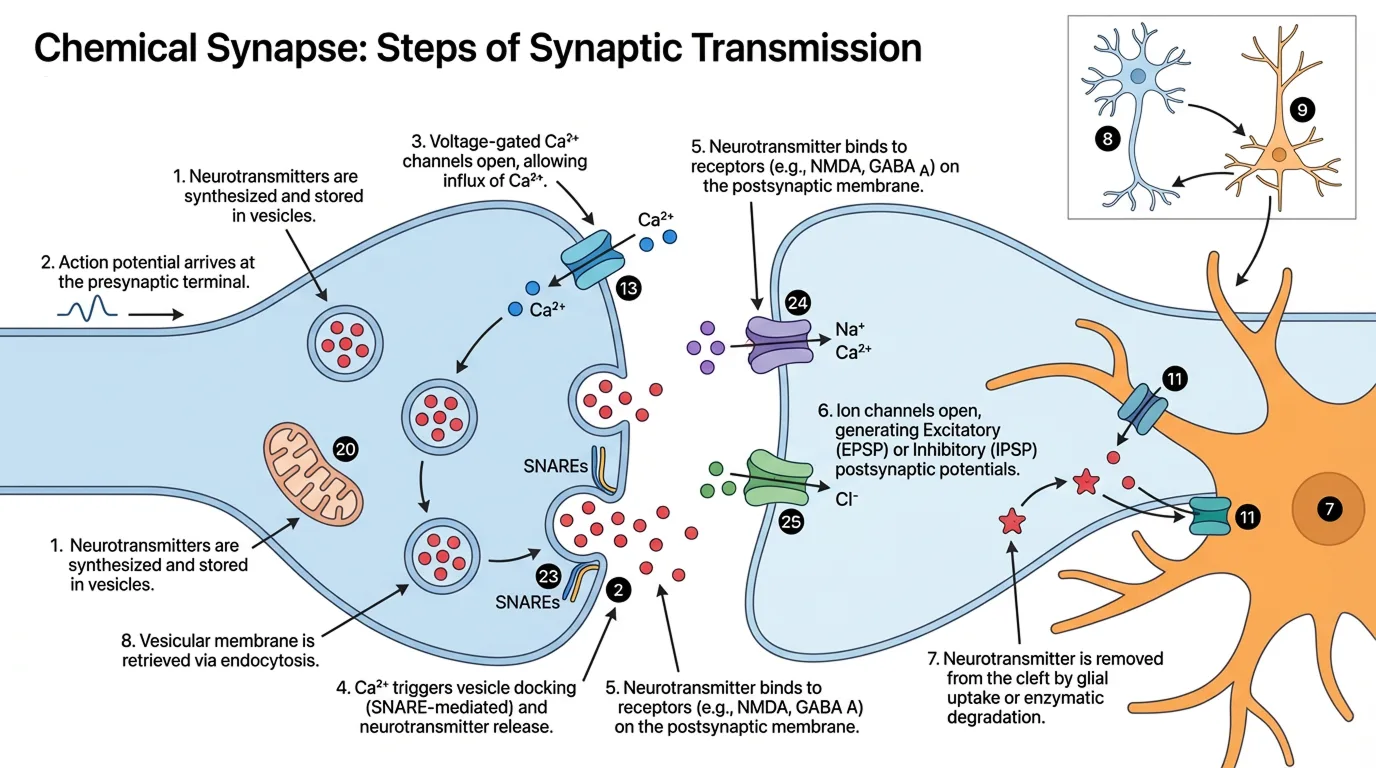 Chemical Synapse: Steps of Synaptic Transmission
8
9
3. Voltage-gated Ca²⁺
channels open, allowing
influx of Ca²⁺.
5. Neurotransmitter binds to
receptors (e.g., NMDA, GABA A) on
the postsynaptic membrane.
1. Neurotransmitters are
synthesized and stored
in vesicles.
2. Action potential arrives at
the presynaptic terminal.
Ca²⁺
13
Ca²⁺
24
Na⁺
Ca²⁺
11
6. Ion channels open,
generating Excitatory
(EPSP) or Inhibitory (IPSP)
postsynaptic potentials.
20
SNAREs
Cl⁻
25
11
7
1. Neurotransmitters are
synthesized and stored
in vesicles.
23
SNAREs
2
8. Vesicular membrane is
retrieved via endocytosis.
4. Ca²⁺ triggers vesicle docking
(SNARE-mediated) and
neurotransmitter release.
5. Neurotransmitter binds to
receptors (e.g., NMDA, GABA A)
on the postsynaptic membrane.
7. Neurotransmitter is removed
from the cleft by glial
uptake or enzymatic
degradation.